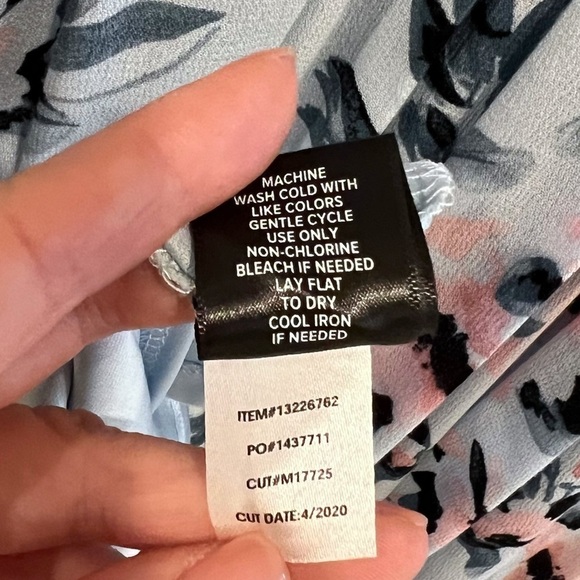 MACHINE
WASH COLD WITH
LIKE COLORS
GENTLE CYCLE
USE ONLY
NON-CHLORINE
BLEACH IF NEEDED
LAY FLAT
TO DRY
COOL IRON
IF NEEDED
ITEM#13226762
PO#1437711
CUT#M17725
CUT DATE:4/2020